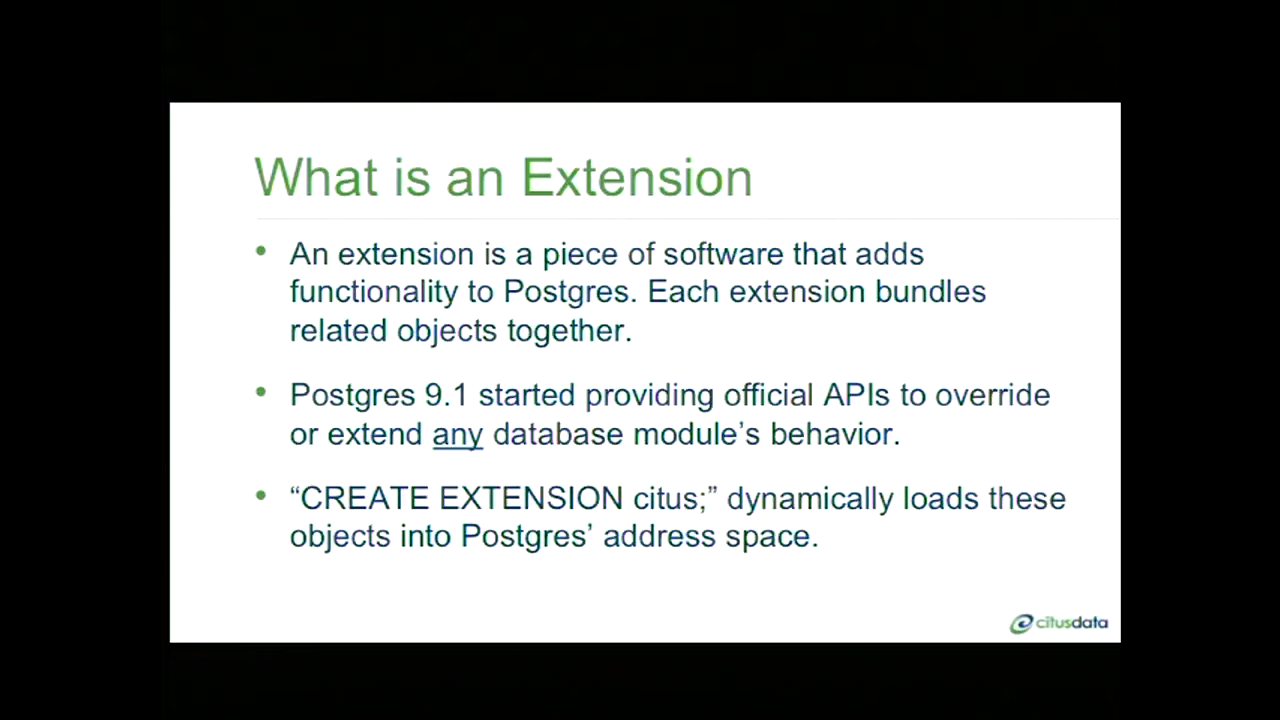 What is an Extension
• An extension is a piece of software that adds
functionality to Postgres. Each extension bundles
related objects together.
• Postgres 9.1 started providing official APIs to override
or extend any database module’s behavior.
• “CREATE EXTENSION citus;” dynamically loads these
objects into Postgres’ address space.
citusdata